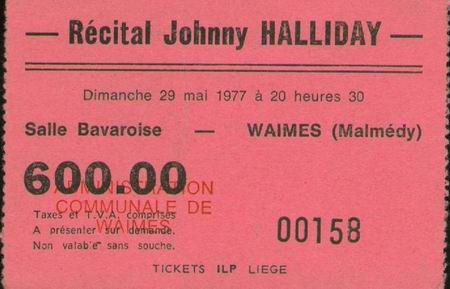 — Récital Johnny HALLIDAY —
Dimanche 29 mai 1977 à 20 heures 30
Salle Bavaroise — WAIMES (Malmédy)
600.00
ADMINISTRATION
COMMUNALE DE
WAIMES
Taxes et T.V.A. comprises
A présenter sur demande.
Non valable sans souche.
00158
TICKETS ILP LIEGE